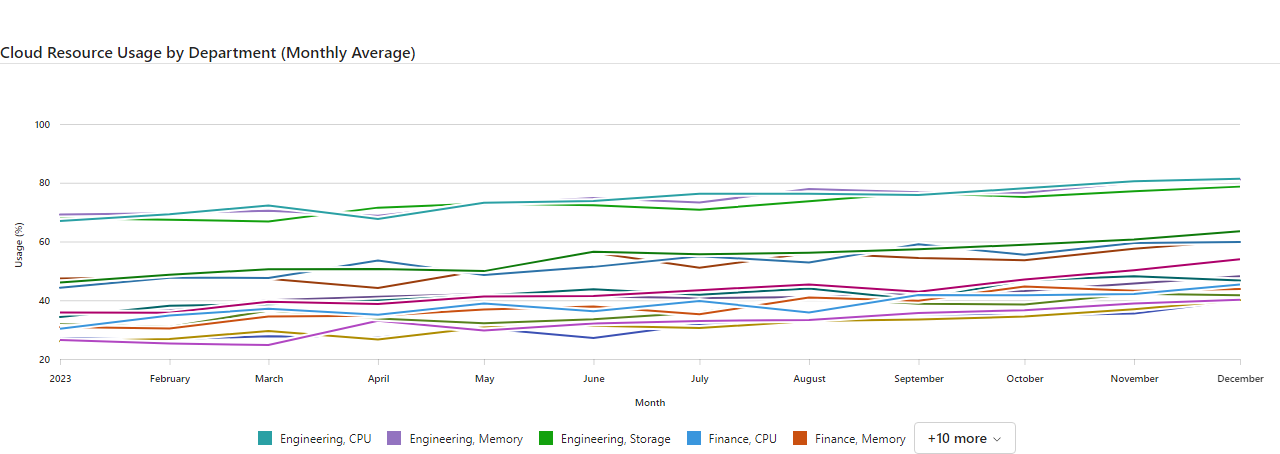 Cloud Resource Usage by Department (Monthly Average)
100
80
60
40
20
Usage (%)
2023 February March April May June July August September October November December
Month
Engineering, CPU Engineering, Memory Engineering, Storage Finance, CPU Finance, Memory +10 more